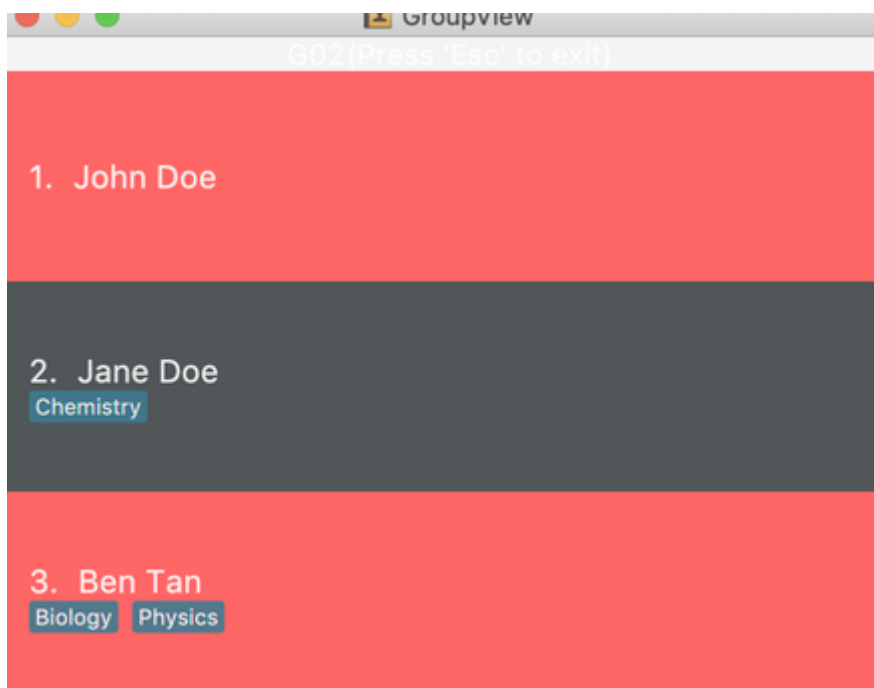 GroupView
G02(Press 'Esc' to exit)
1. John Doe
2. Jane Doe
Chemistry
3. Ben Tan
Biology Physics